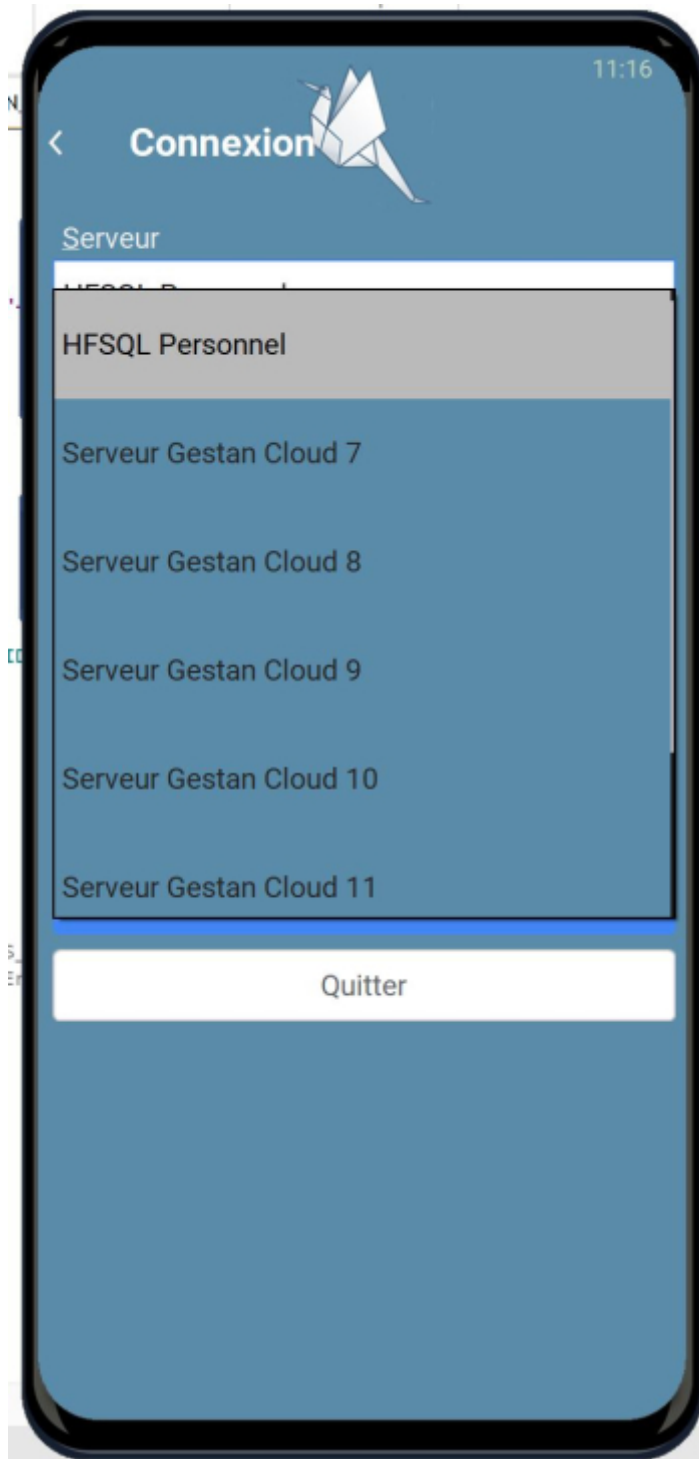 11:16
Connexion
Serveur
HFSQL Personnel
Serveur Gestan Cloud 7
Serveur Gestan Cloud 8
Serveur Gestan Cloud 9
Serveur Gestan Cloud 10
Serveur Gestan Cloud 11
Quitter